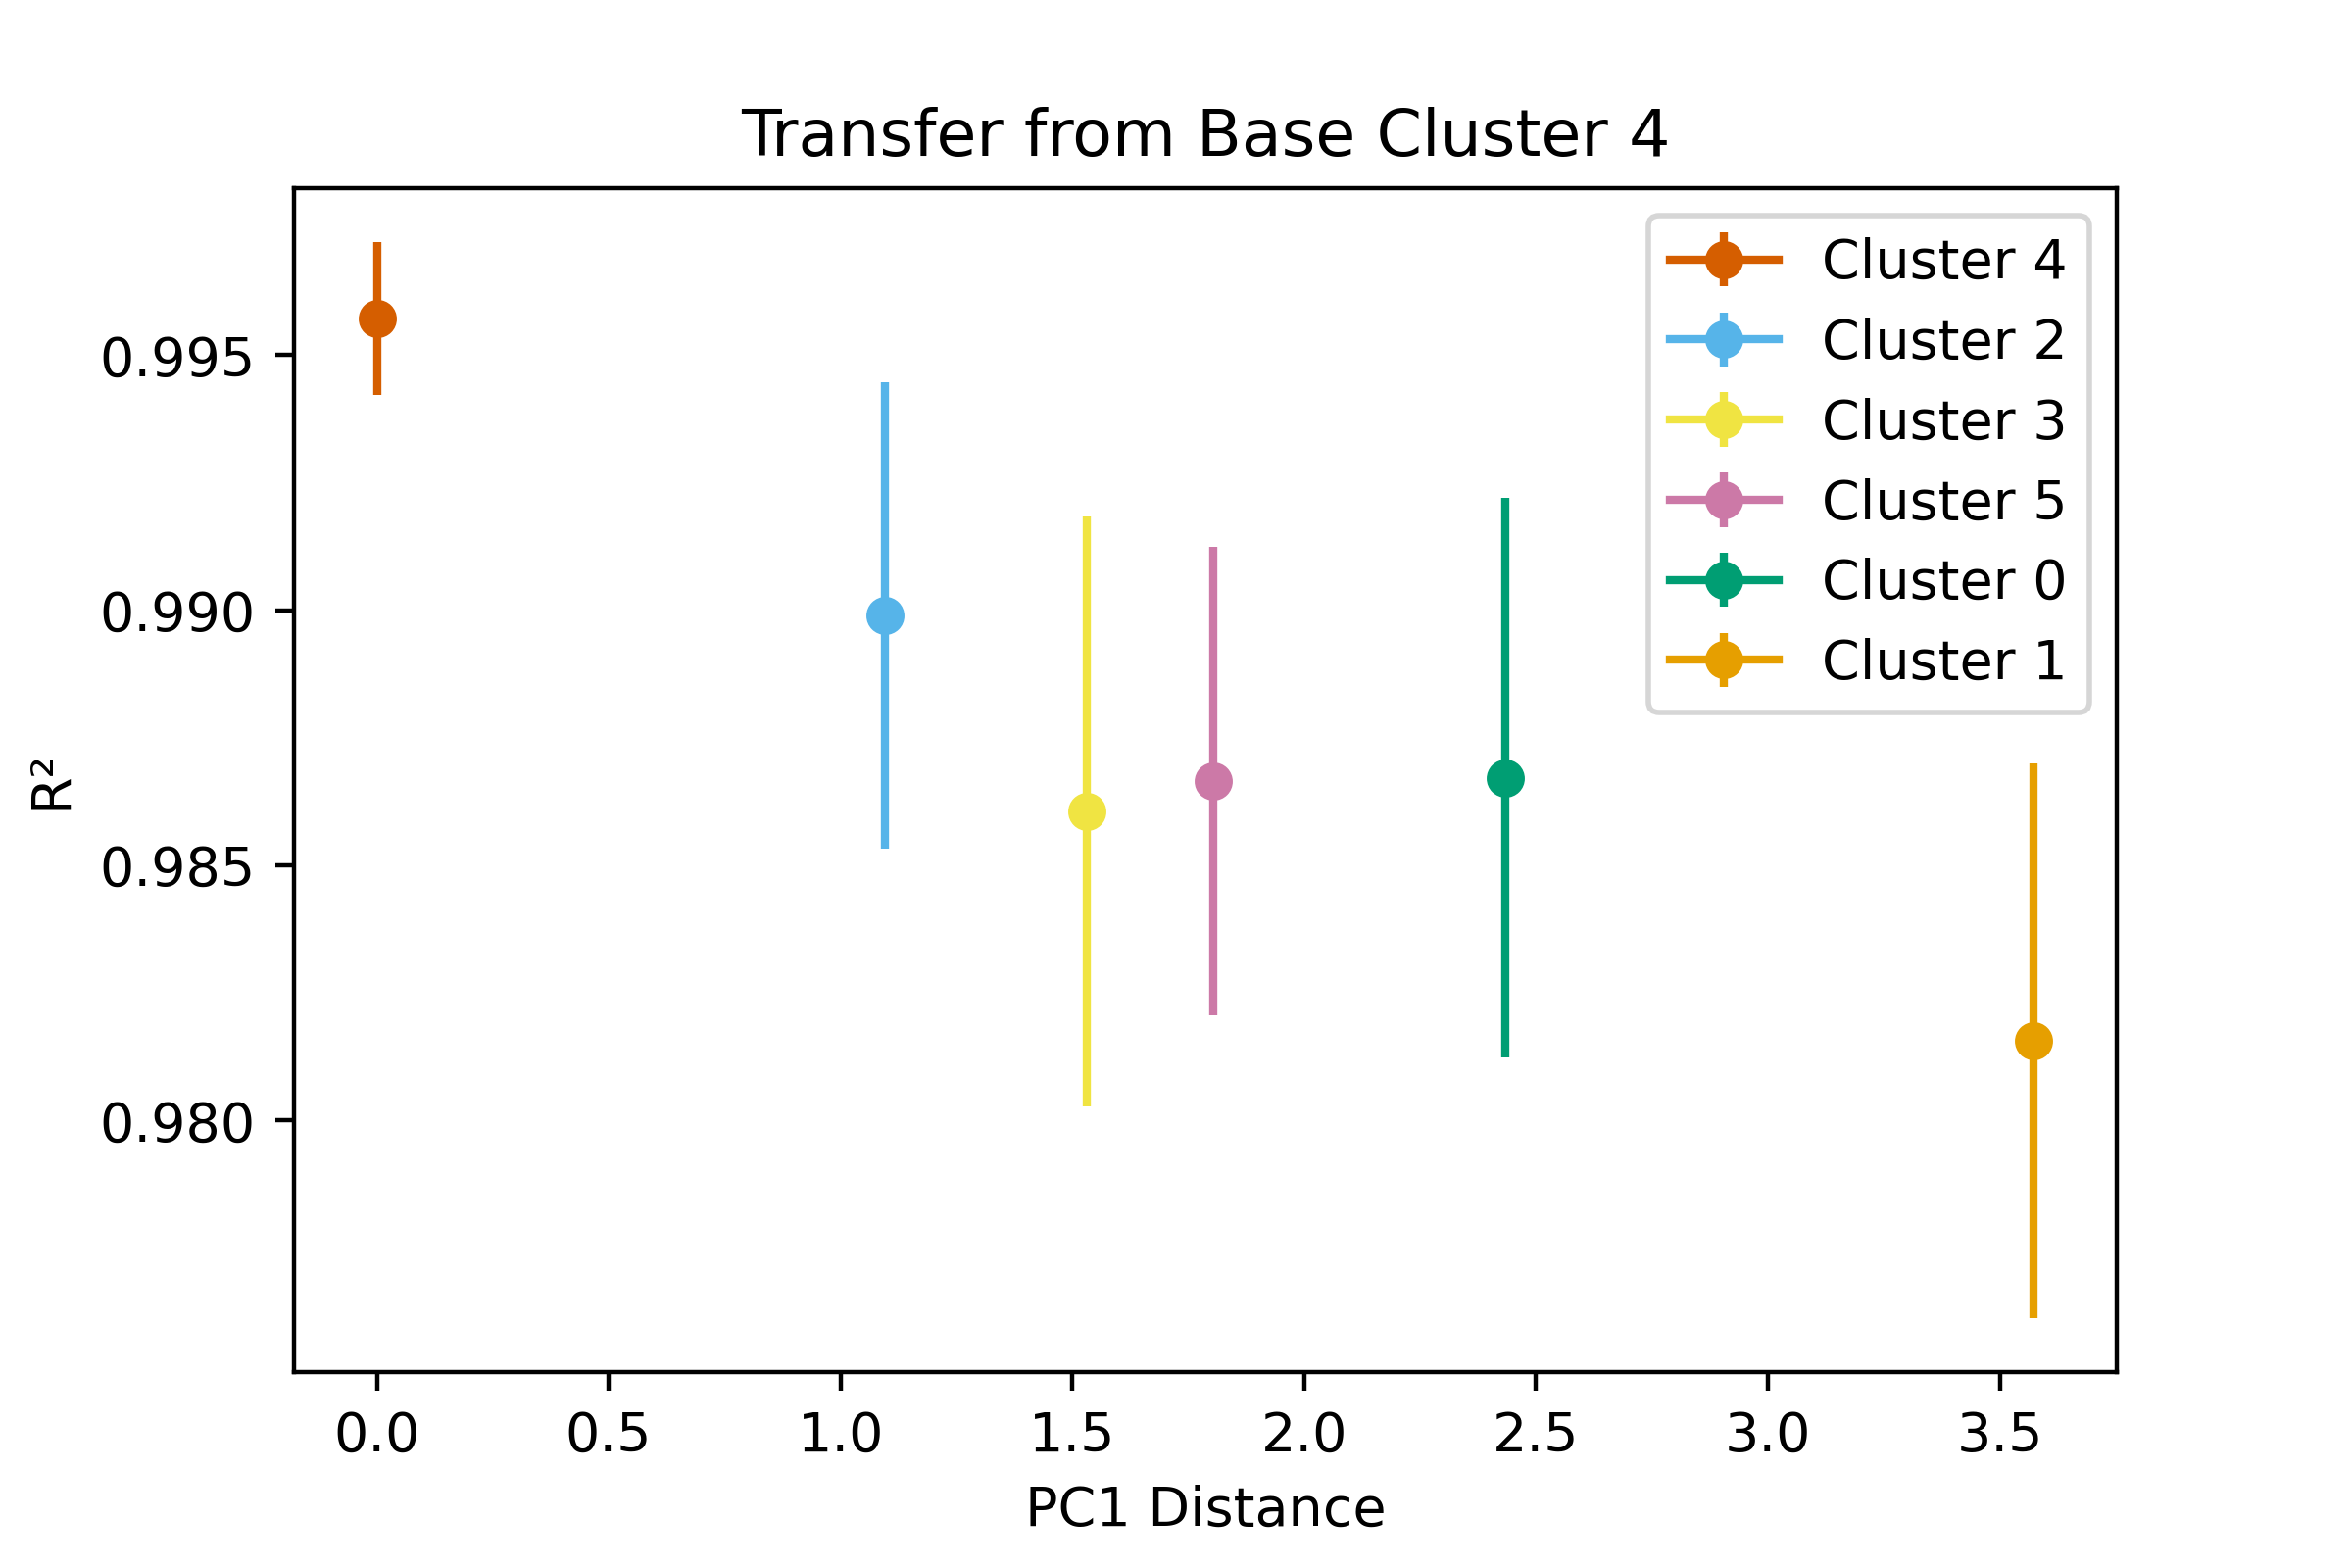 Transfer from Base Cluster 4
Cluster 4
Cluster 2
Cluster 3
Cluster 5
Cluster 0
Cluster 1
R²
0.995
0.990
0.985
0.980
0.0 0.5 1.0 1.5 2.0 2.5 3.0 3.5
PC1 Distance